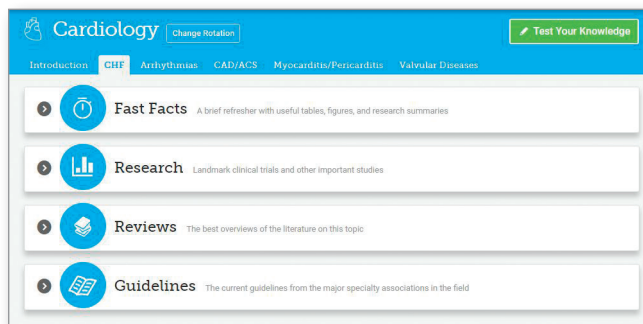 Cardiology Change Rotation
Test Your Knowledge
Introduction CHF Arrhythmias CAD/ACS Myocarditis/Pericarditis Valvular Diseases
Fast Facts A brief refresher with useful tables, figures, and research summaries
Research Landmark clinical trials and other important studies
Reviews The best overviews of the literature on this topic
Guidelines The current guidelines from the major specialty associations in the field